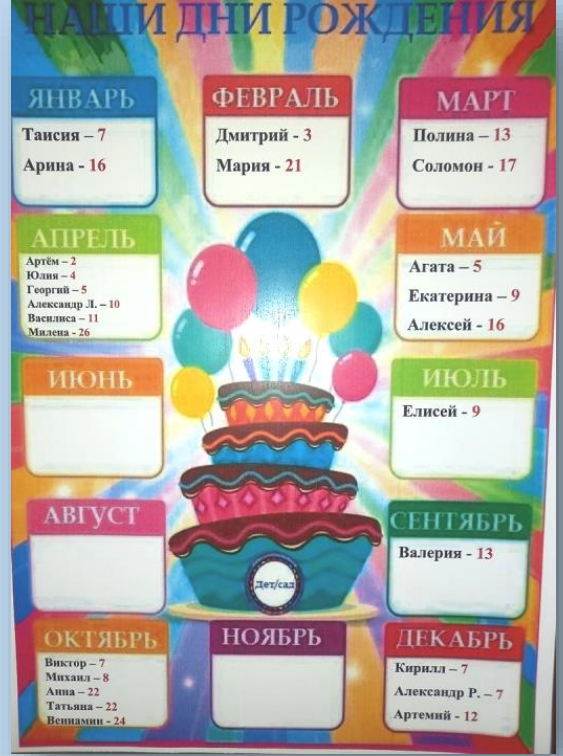 НАШИ ДНИ РОЖДЕНИЯ
ЯНВАРЬ
Таисия – 7
Арина - 16
ФЕВРАЛЬ
Дмитрий - 3
Мария - 21
МАРТ
Полина – 13
Соломон - 17
АПРЕЛЬ
Артём – 2
Юлия – 4
Георгий – 5
Александр Л. – 10
Василиса – 11
Милена - 26
МАЙ
Агата – 5
Екатерина – 9
Алексей - 16
ИЮНЬ
ИЮЛЬ
Елисей - 9
АВГУСТ
СЕНТЯБРЬ
Валерия - 13
Дет/сад
ОКТЯБРЬ
Виктор – 7
Михаил – 8
Анна – 22
Татьяна – 22
Вениамин - 24
НОЯБРЬ
ДЕКАБРЬ
Кирилл – 7
Александр Р. – 7
Артемий - 12